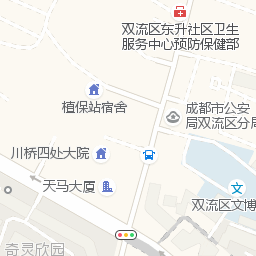 双流区东升社区卫生
服务中心预防保健部
植保站宿舍
成都市公安
局双流区分局
川桥四处大院
天马大厦
双流区文博
奇灵欣园